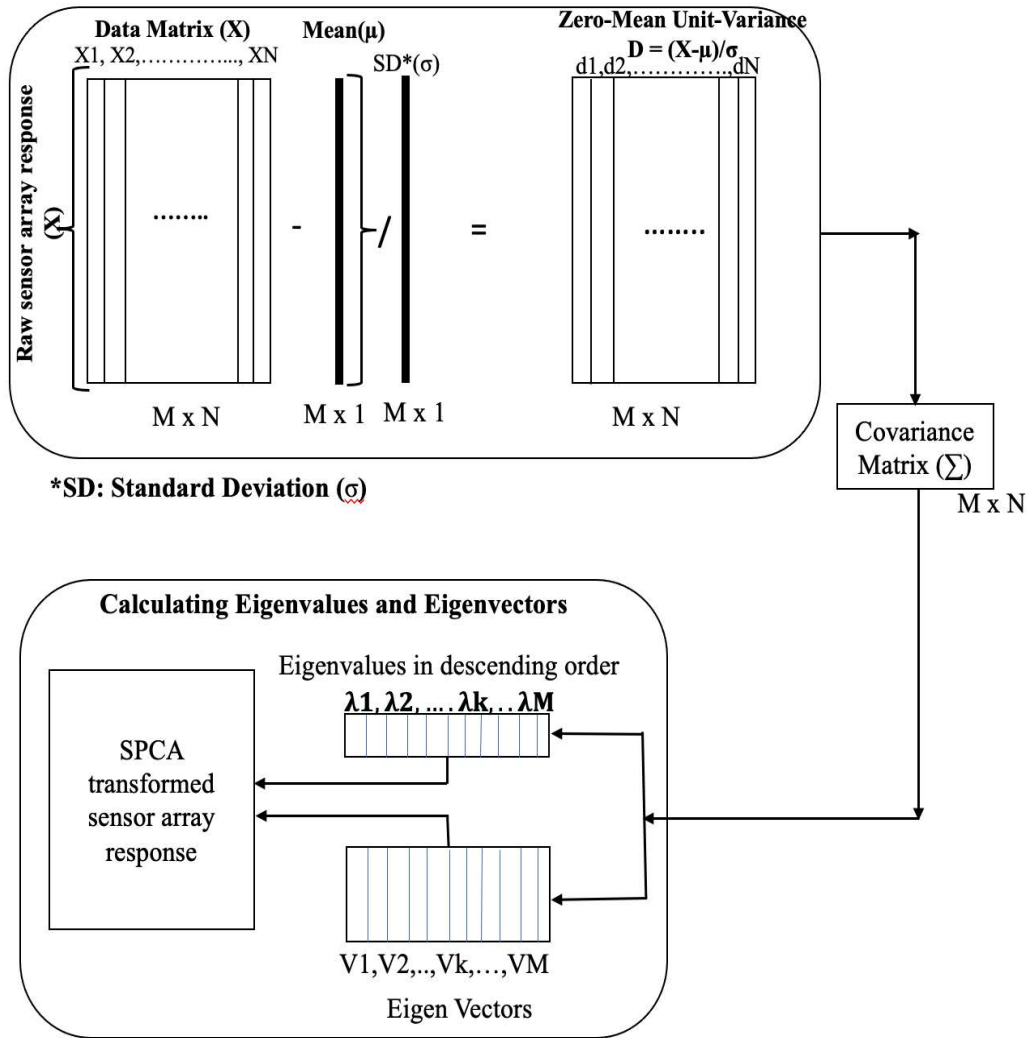 Data Matrix (X)
X1, X2,…………..., XN
Mean(μ)
SD*(σ)
Zero-Mean Unit-Variance
D = (X-μ)/σ
d1,d2,………….,dN
Raw sensor array response
(X)
........
-
/
=
........
M x N
M x 1
M x 1
M x N
*SD: Standard Deviation (σ)
Covariance
Matrix (∑)
M x N
Calculating Eigenvalues and Eigenvectors
Eigenvalues in descending order
λ1, λ2, … . λk, . . λM
SPCA
transformed
sensor array
response
V1,V2,..,Vk,…,VM
Eigen Vectors